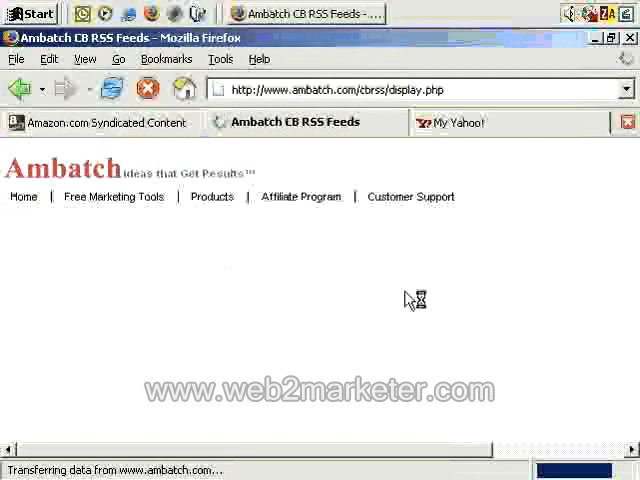 Start
Ambatch CB RSS Feeds - ...
ZA
Ambatch CB RSS Feeds - Mozilla Firefox
File Edit View Go Bookmarks Tools Help
http://www.ambatch.com/cbrss/display.php
Amazon.com Syndicated Content
Ambatch CB RSS Feeds
My Yahoo!
Ambatch Ideas that Get Results™
Home | Free Marketing Tools | Products | Affiliate Program | Customer Support
www.web2marketer.com
Transferring data from www.ambatch.com...